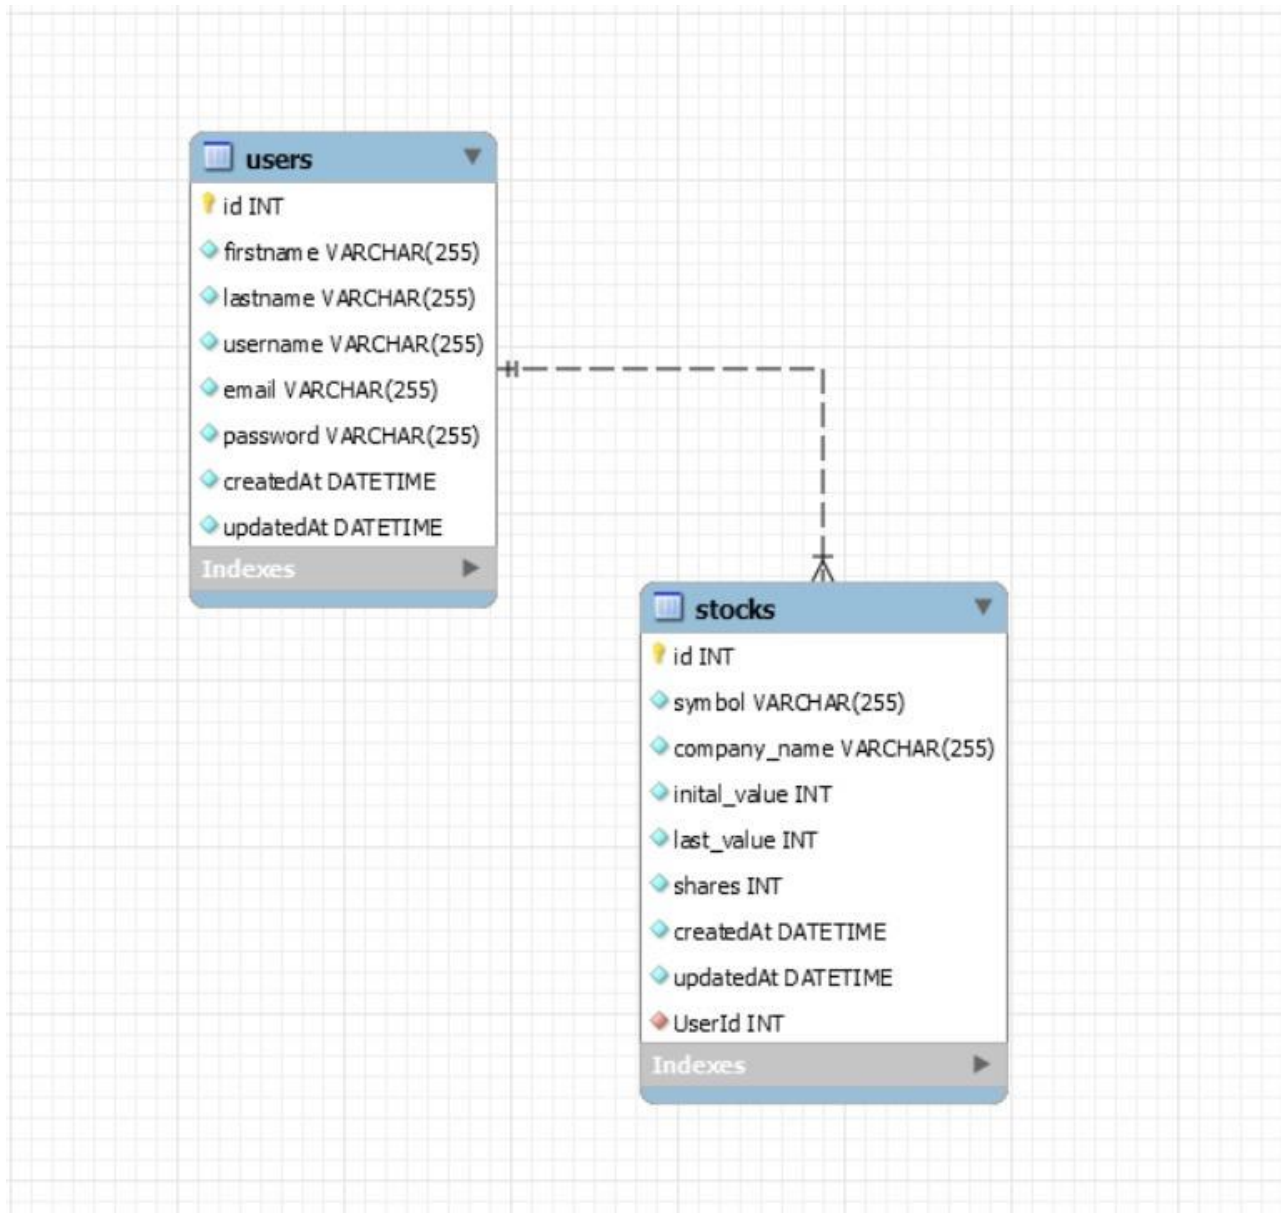 users
id INT
firstname VARCHAR(255)
lastname VARCHAR(255)
username VARCHAR(255)
email VARCHAR(255)
password VARCHAR(255)
createdAt DATETIME
updatedAt DATETIME
Indexes
stocks
id INT
symbol VARCHAR(255)
company_name VARCHAR(255)
inital_value INT
last_value INT
shares INT
createdAt DATETIME
updatedAt DATETIME
UserId INT
Indexes